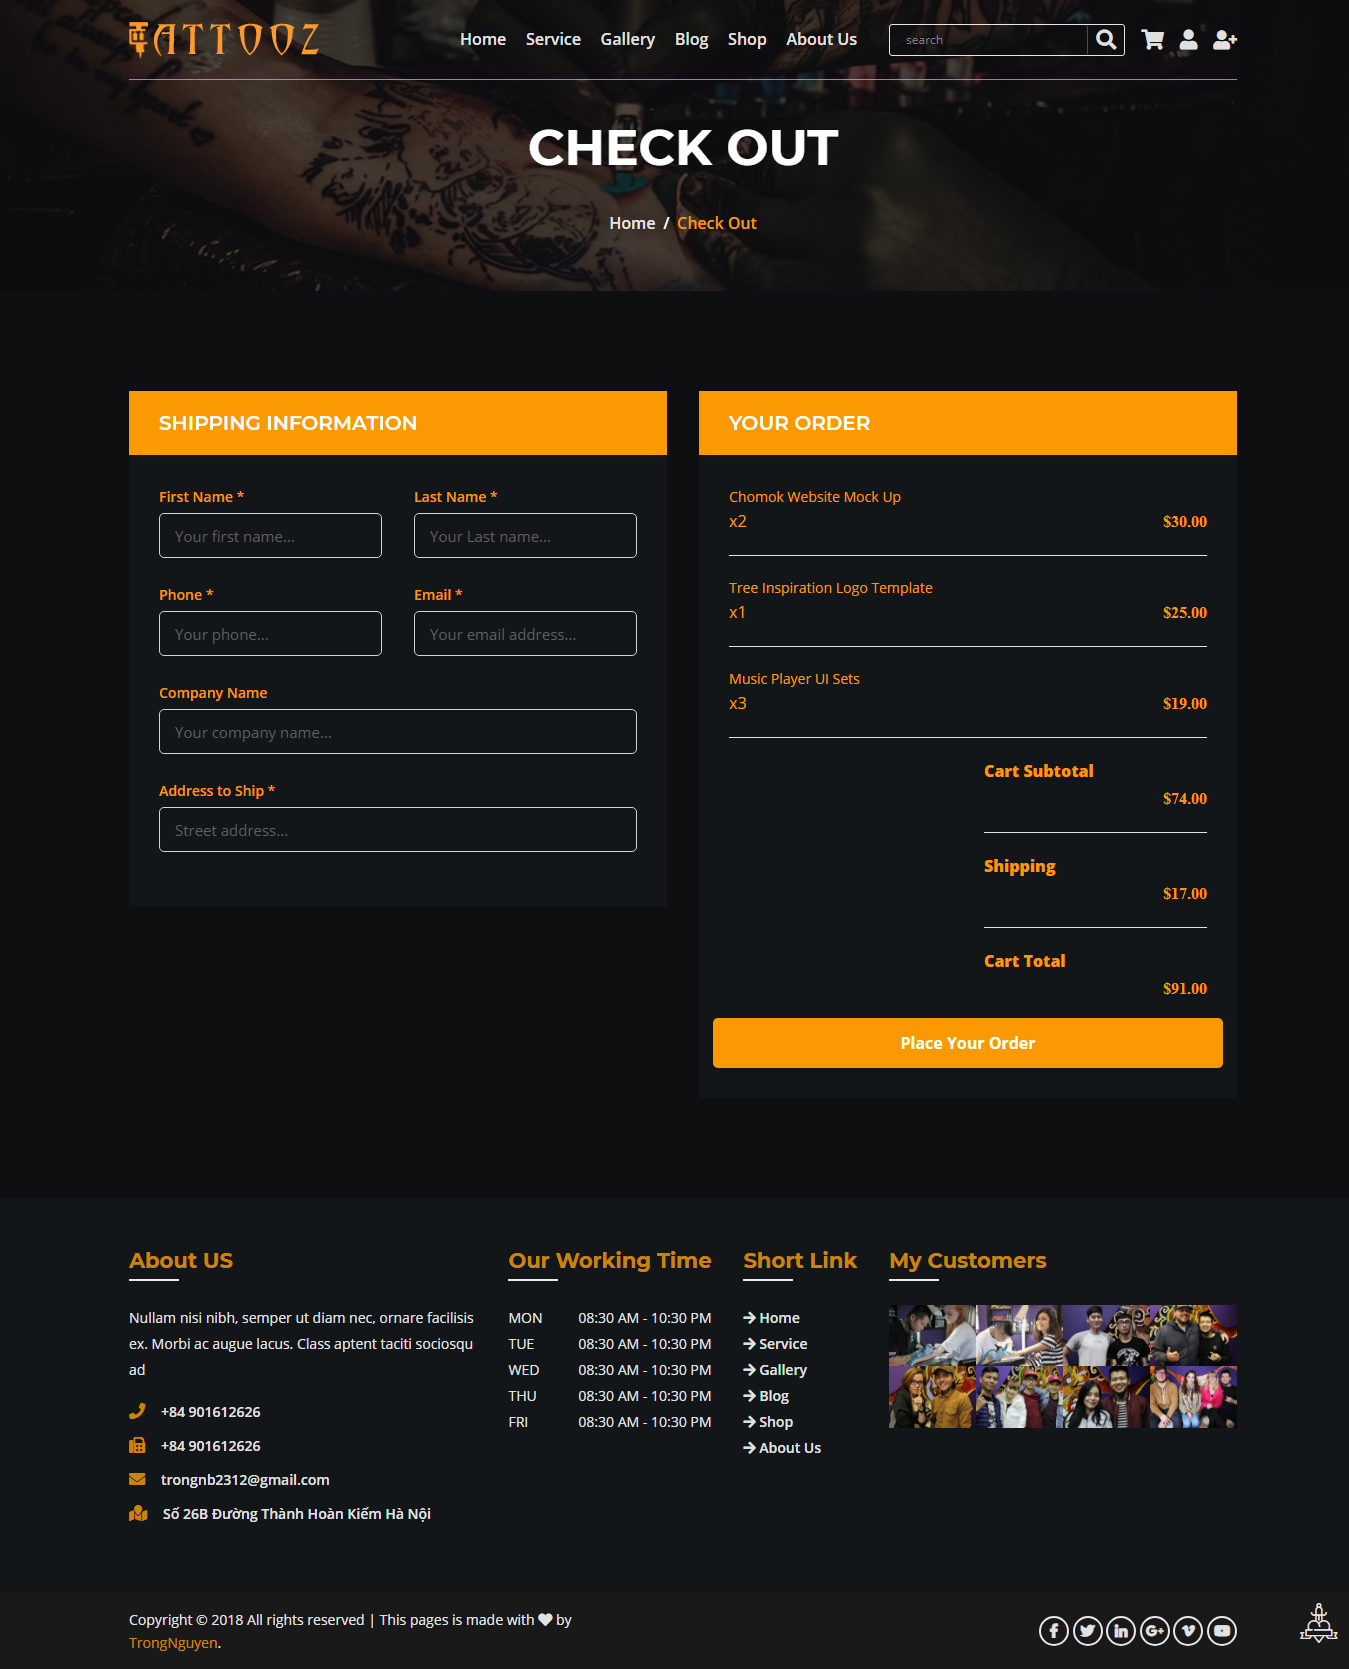 TATTOOZ
Home Service Gallery Blog Shop About Us
search
CHECK OUT
Home / Check Out
SHIPPING INFORMATION
First Name * Last Name *
Your first name... Your Last name...
Phone * Email *
Your phone... Your email address...
Company Name
Your company name...
Address to Ship *
Street address...
YOUR ORDER
Chomok Website Mock Up
x2 $30.00
Tree Inspiration Logo Template
x1 $25.00
Music Player UI Sets
x3 $19.00
Cart Subtotal
$74.00
Shipping
$17.00
Cart Total
$91.00
Place Your Order
About US
Nullam nisi nibh, semper ut diam nec, ornare facilisis
ex. Morbi ac augue lacus. Class aptent taciti sociosqu
ad
+84 901612626
+84 901612626
trongnb2312@gmail.com
Số 26B Đường Thành Hoàn Kiếm Hà Nội
Our Working Time
MON 08:30 AM - 10:30 PM
TUE 08:30 AM - 10:30 PM
WED 08:30 AM - 10:30 PM
THU 08:30 AM - 10:30 PM
FRI 08:30 AM - 10:30 PM
Short Link
Home
Service
Gallery
Blog
Shop
About Us
My Customers
Copyright © 2018 All rights reserved | This pages is made with ♥ by
TrongNguyen.